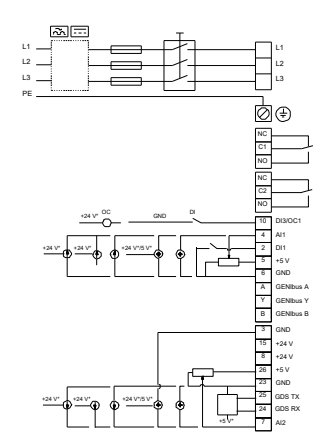 L1 L1
L2 L2
L3 L3
PE
NC
C1
NO
NC
C2
NO
+24 V* OC GND DI 10 DI3/OC1
4 AI1
+24 V* +24 V* +24 V*/5 V* 2 DI1
5 +5 V
6 GND
A GENIbus A
Y GENIbus Y
B GENIbus B
3 GND
15 +24 V
8 +24 V
26 +5 V
23 GND
+24 V* +24 V* +24 V*/5 V* 25 GDS TX
24 GDS RX
+5 V* 7 AI2